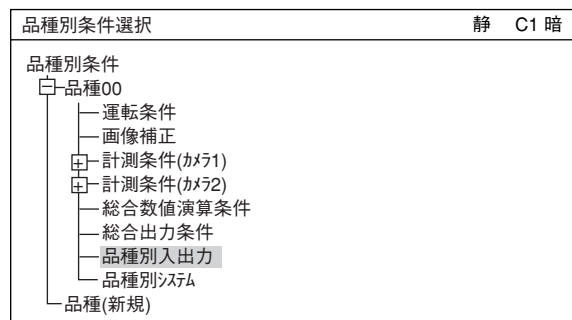 品種別条件選択 静 C1 暗
品種別条件
品種00
運転条件
画像補正
計測条件(ｶﾒﾗ1)
計測条件(ｶﾒﾗ2)
総合数値演算条件
総合出力条件
品種別入出力
品種別ｼｽﾃﾑ
品種(新規)